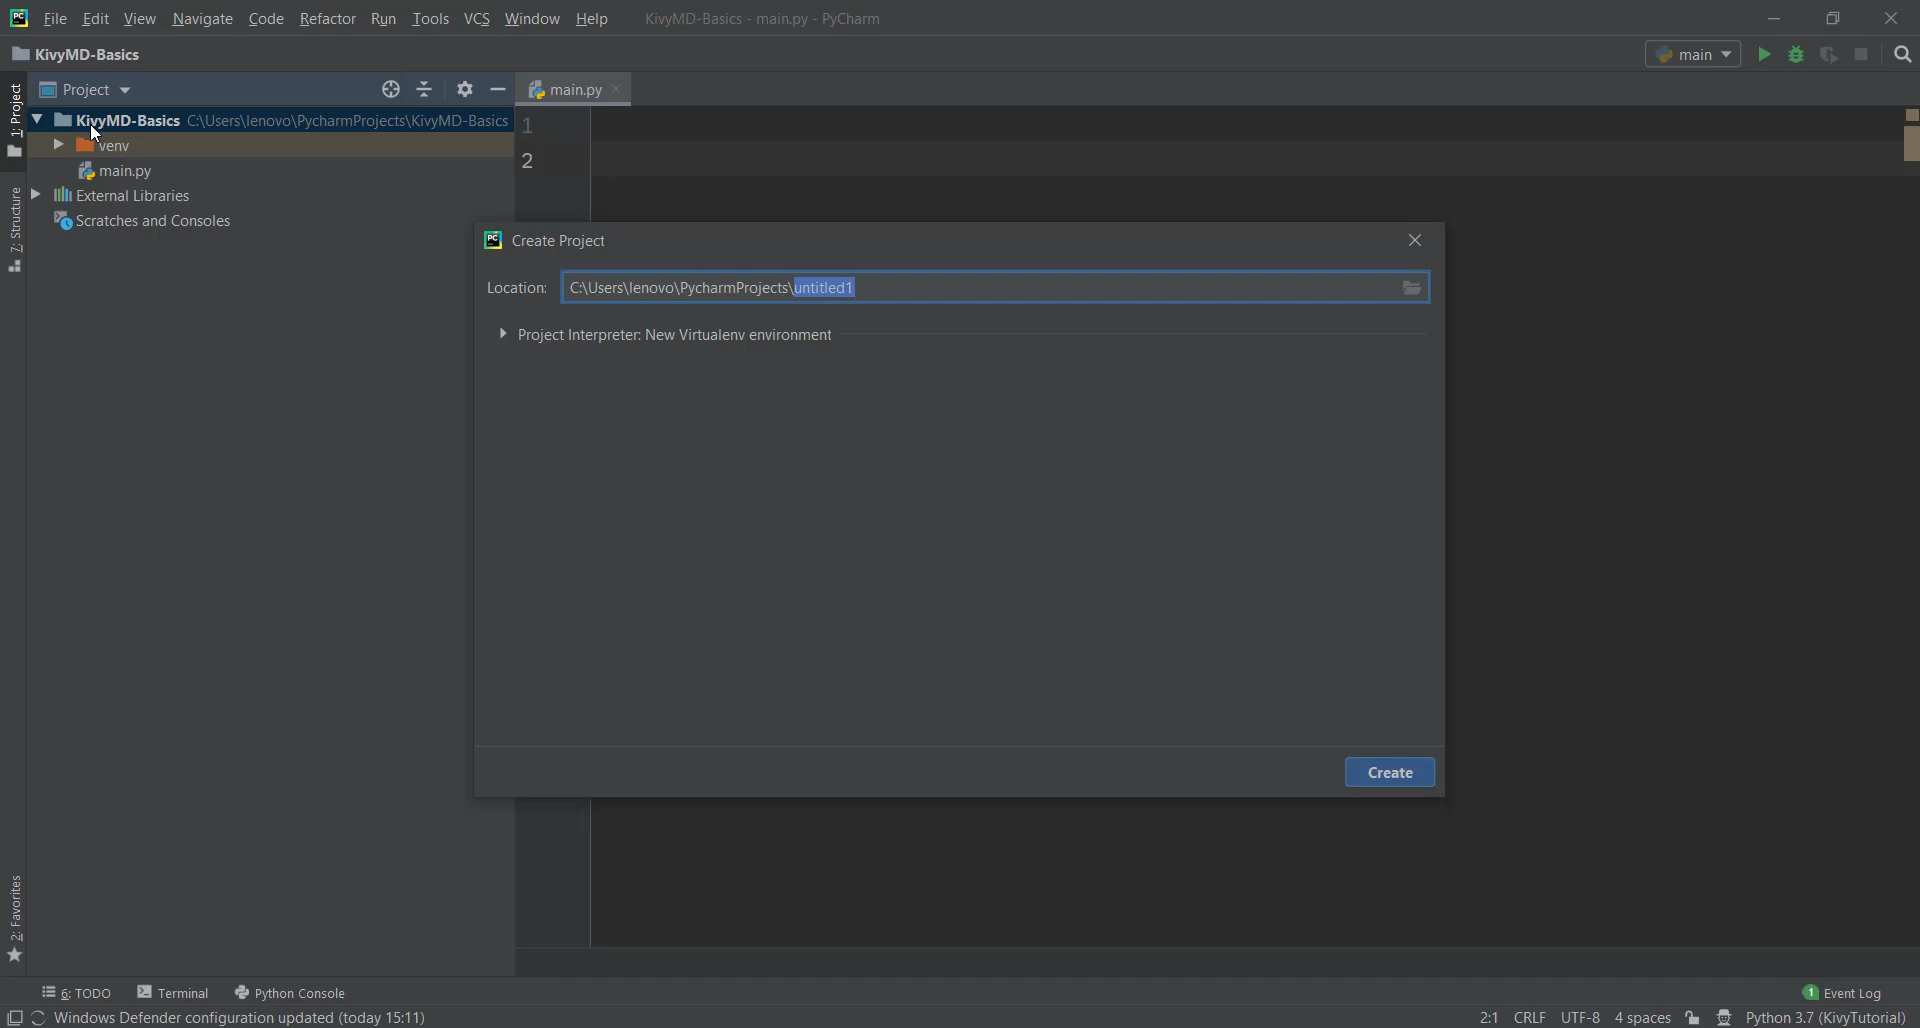 File Edit View Navigate Code Refactor Run Tools VCS Window Help KivyMD-Basics - main.py - PyCharm
KivyMD-Basics
main
1: Project
Project
main.py
KivyMD-Basics C:\Users\lenovo\PycharmProjects\KivyMD-Basics
venv
main.py
External Libraries
Scratches and Consoles
1
2
7: Structure
Create Project
Location: C:\Users\lenovo\PycharmProjects\untitled1
Project Interpreter: New Virtualenv environment
Create
2: Favorites
6: TODO Terminal Python Console
1 Event Log
Windows Defender configuration updated (today 15:11)
2:1 CRLF UTF-8 4 spaces Python 3.7 (KivyTutorial)